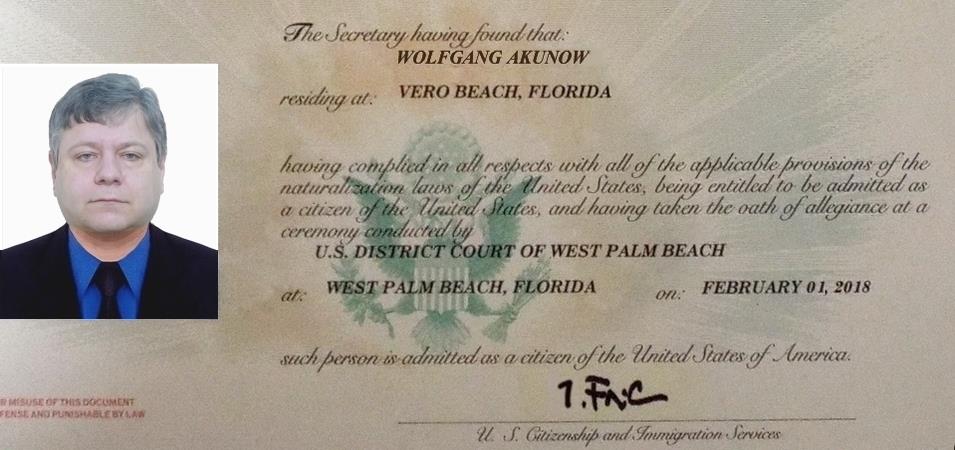 The Secretary having found that:
WOLFGANG AKUNOW
residing at: VERO BEACH, FLORIDA
having complied in all respects with all of the applicable provisions of the
naturalization laws of the United States, being entitled to be admitted as
a citizen of the United States, and having taken the oath of allegiance at a
ceremony conducted by
U.S. DISTRICT COURT OF WEST PALM BEACH
at: WEST PALM BEACH, FLORIDA on: FEBRUARY 01, 2018
such person is admitted as a citizen of the United States of America.
R MISUSE OF THIS DOCUMENT
FENSE AND PUNISHABLE BY LAW
U. S. Citizenship and Immigration Services